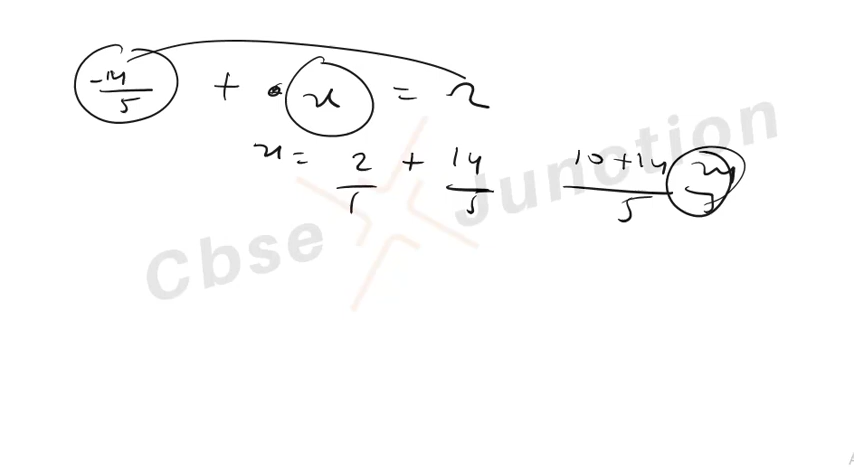 -14/5 + x = 2
x = 2/1 + 14/5 10+14/5 24/5
Cbse Junction